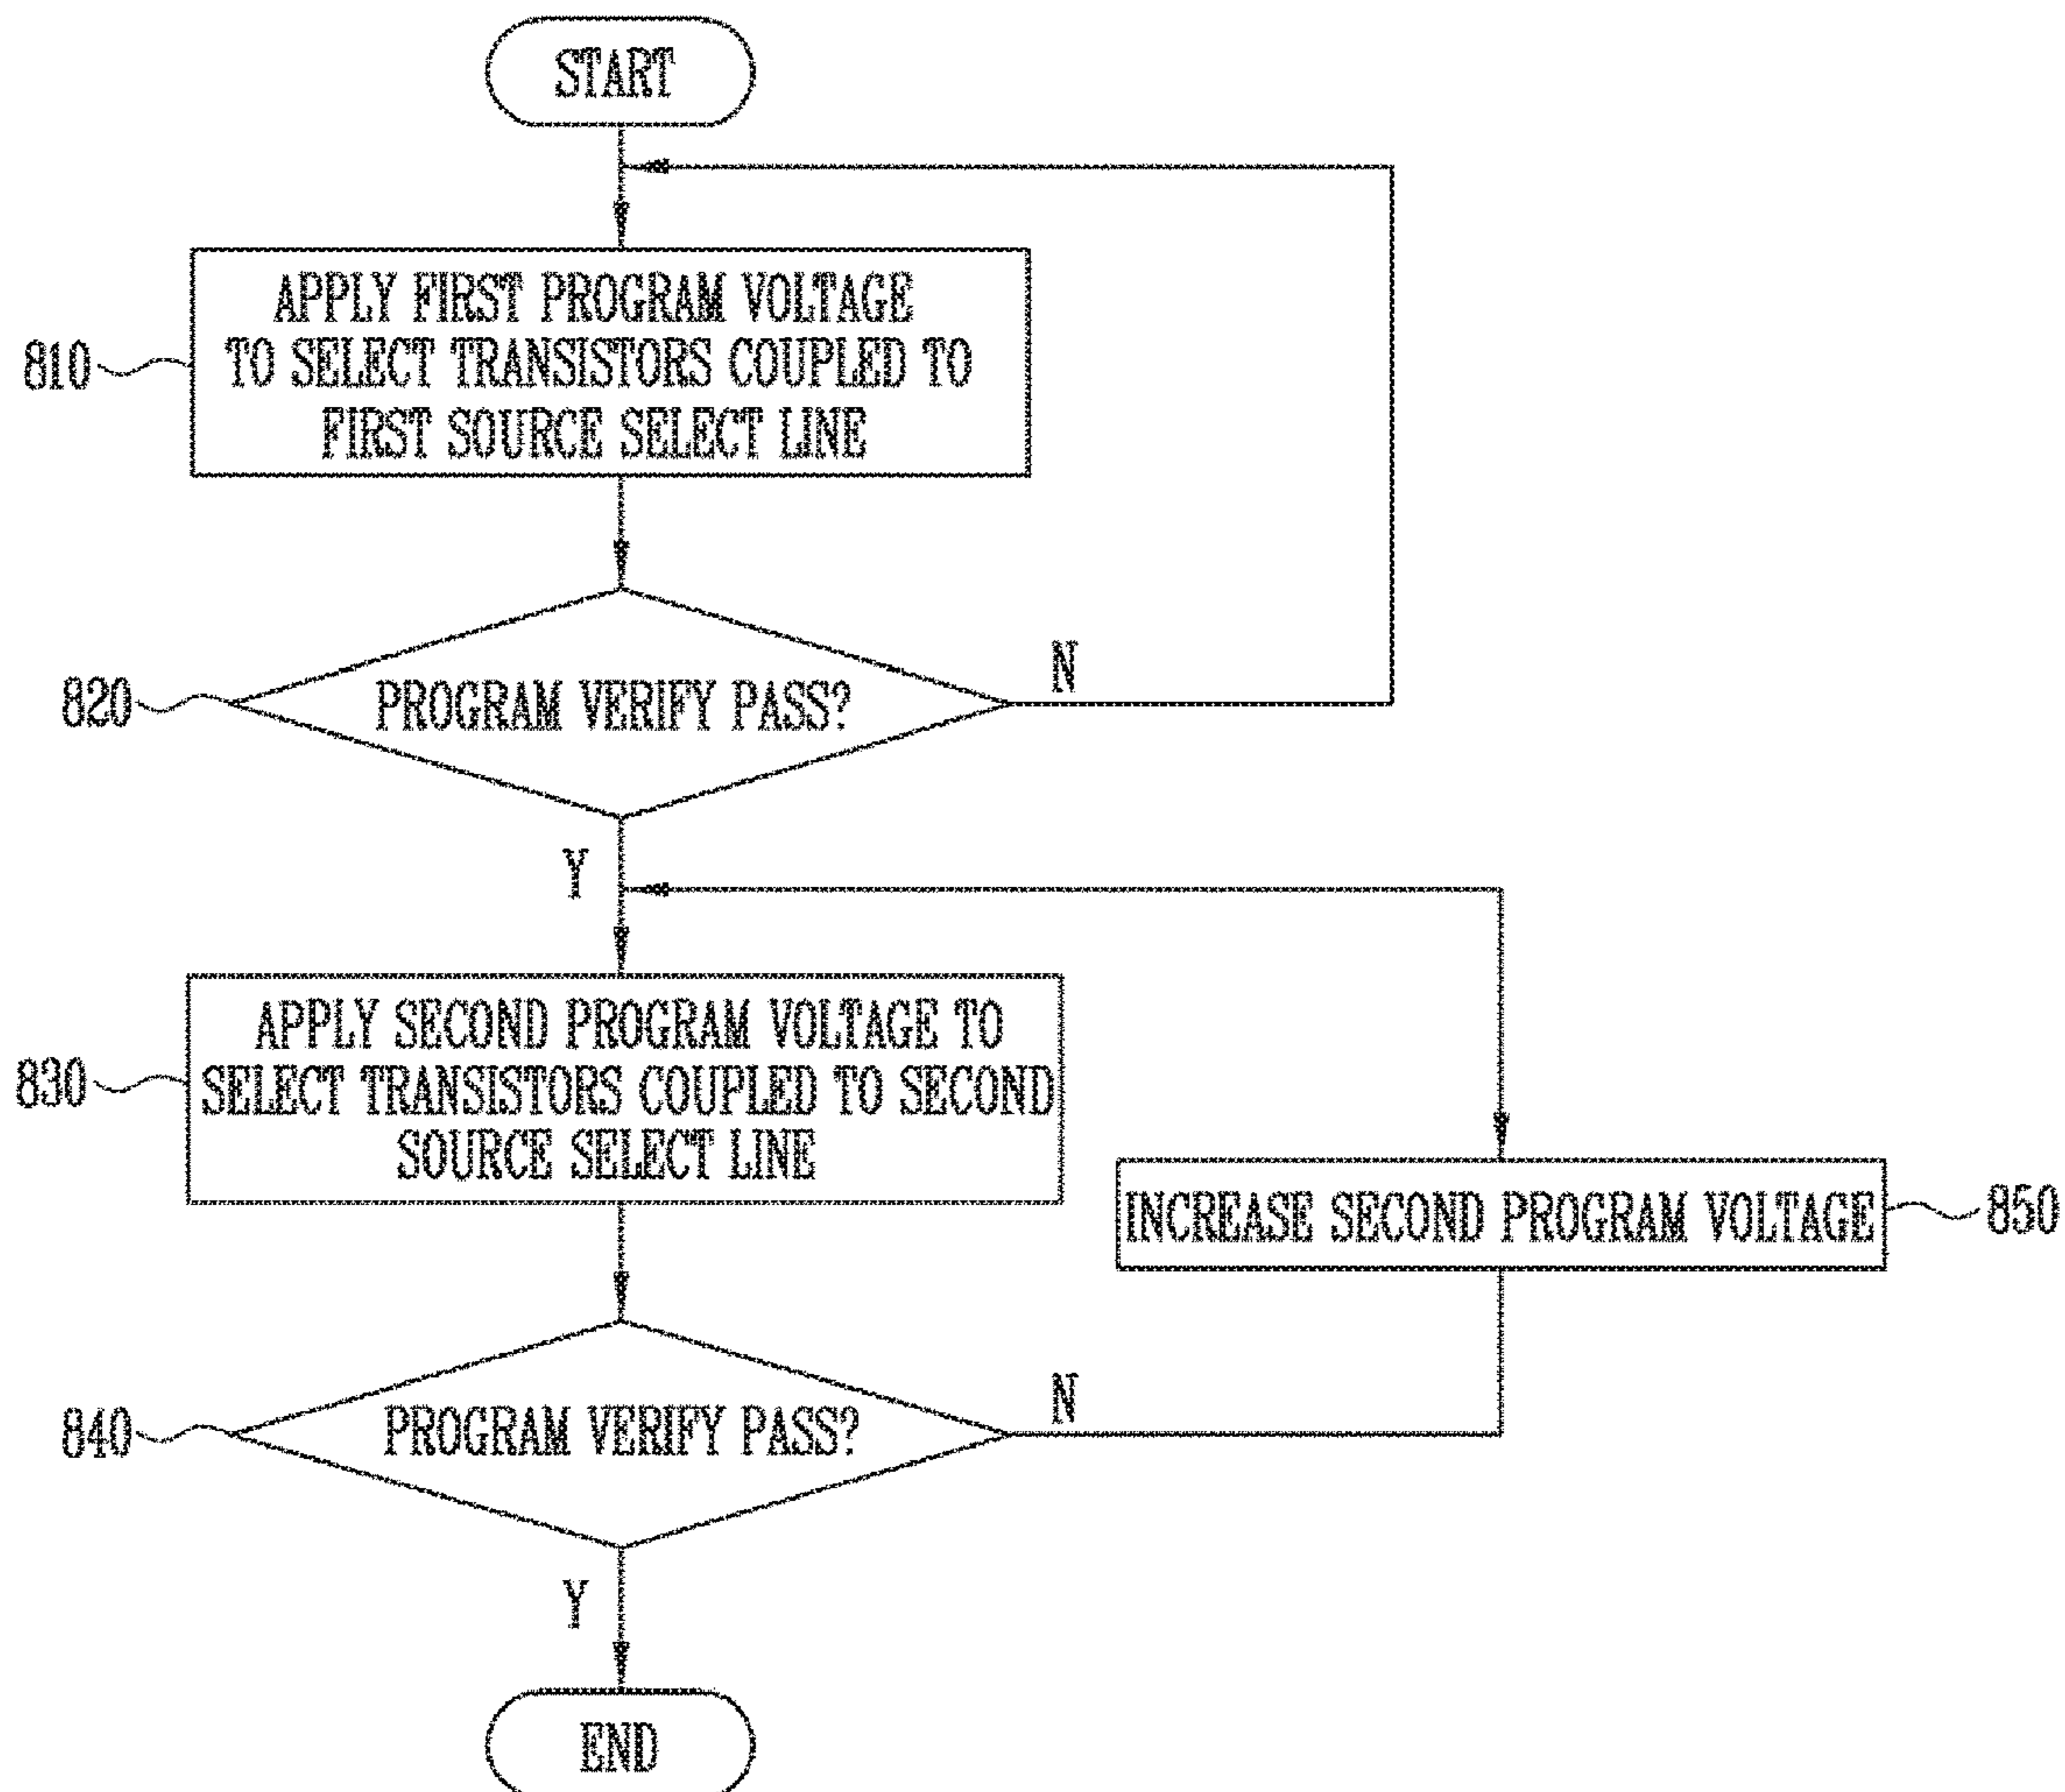 START
810
APPLY FIRST PROGRAM VOLTAGE
TO SELECT TRANSISTORS COUPLED TO
FIRST SOURCE SELECT LINE
820
PROGRAM VERIFY PASS?
N
Y
830
APPLY SECOND PROGRAM VOLTAGE TO
SELECT TRANSISTORS COUPLED TO SECOND
SOURCE SELECT LINE
INCREASE SECOND PROGRAM VOLTAGE
850
840
PROGRAM VERIFY PASS?
N
Y
END